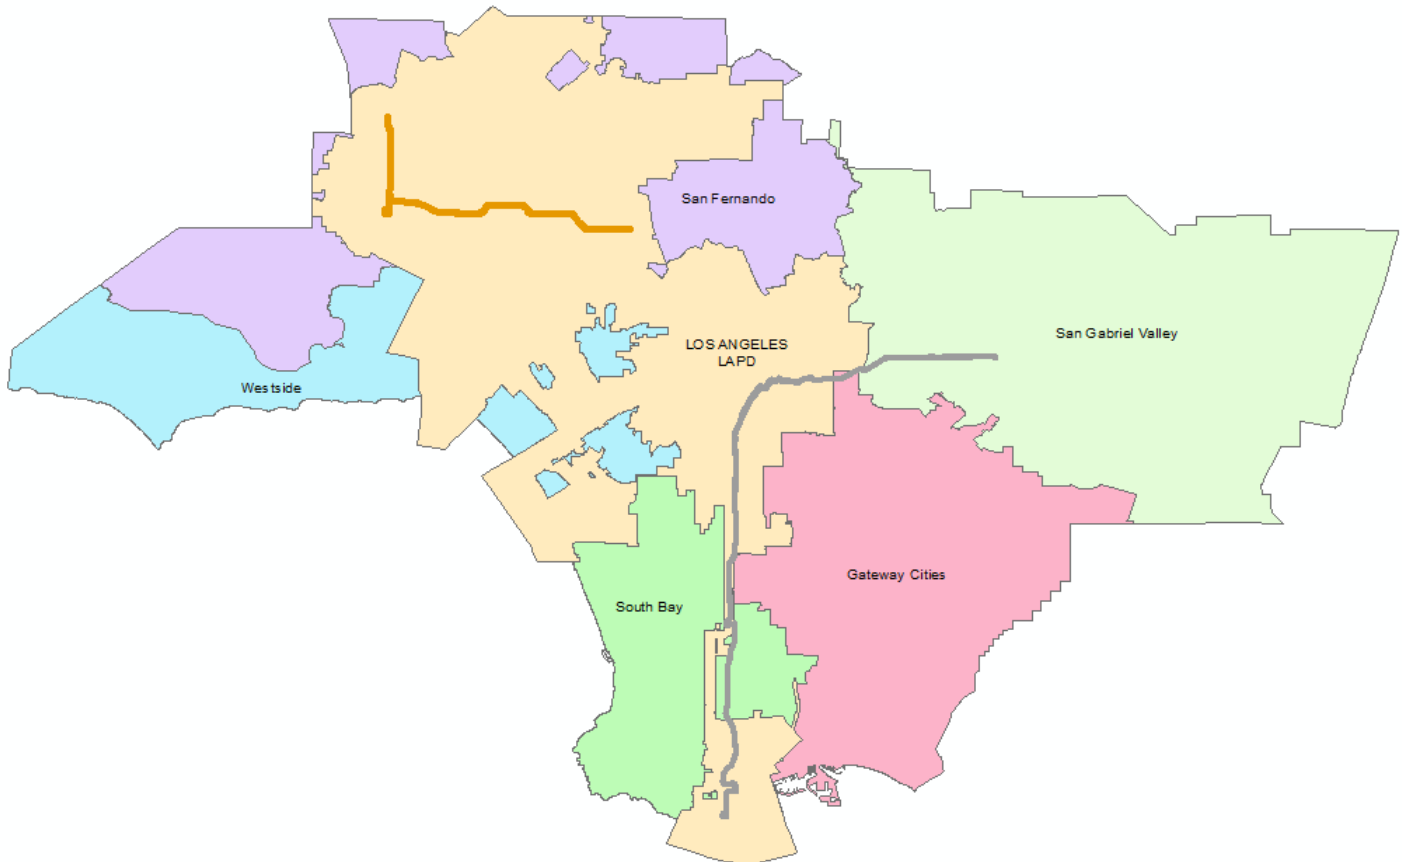 San Fernando
San Gabriel Valley
LOS ANGELES
LAPD
Westside
Gateway Cities
South Bay